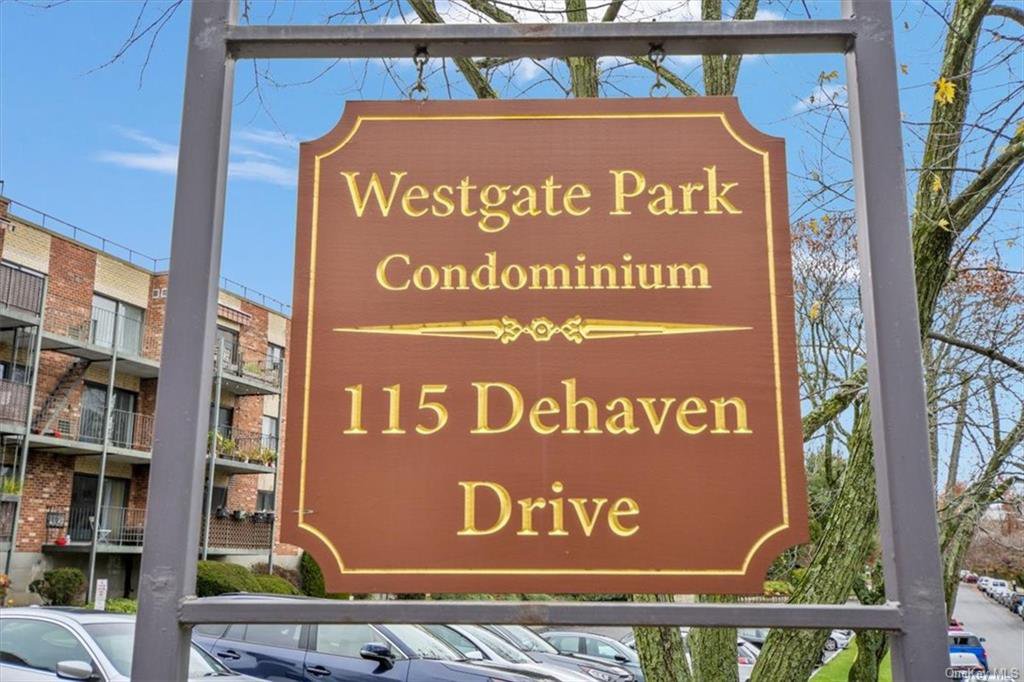 Westgate Park
Condominium
115 Dehaven
Drive
OneKey MLS